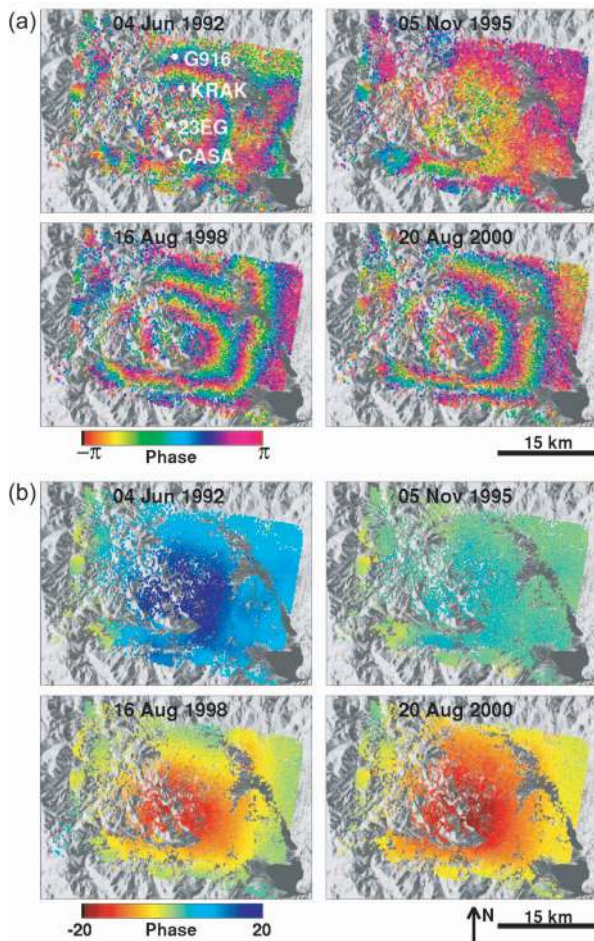 (a)
04 Jun 1992
05 Nov 1995
G916
KRAK
23EG
CASA
16 Aug 1998
20 Aug 2000
−π
π
Phase
15 km
(b)
04 Jun 1992
05 Nov 1995
16 Aug 1998
20 Aug 2000
-20
Phase
20
N
15 km